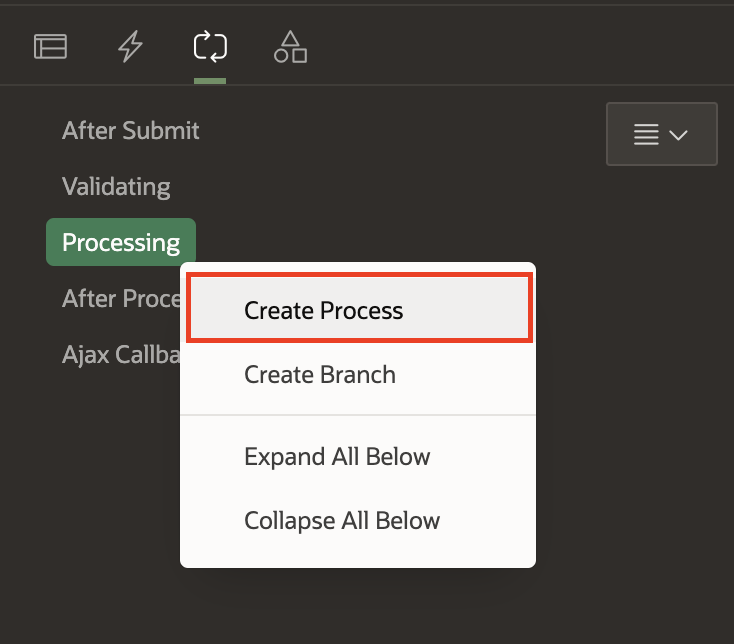 After Submit
Validating
Processing
After Proce
Ajax Callba
Create Process
Create Branch
Expand All Below
Collapse All Below